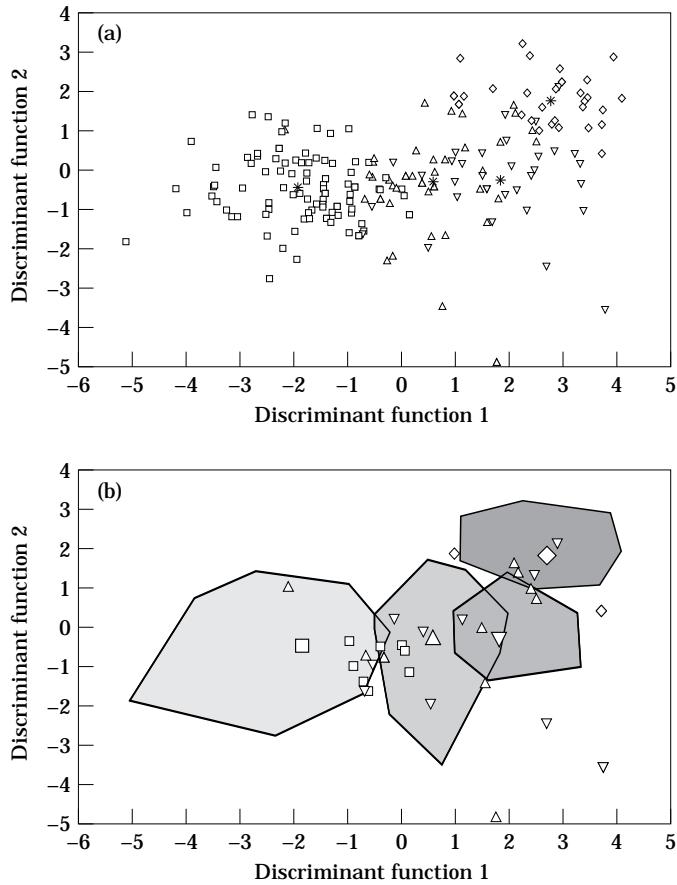 4
(a)
3
2
1
0
–1
–2
–3
–4
–5
Discriminant function 2
–6 –5 –4 –3 –2 –1 0 1 2 3 4 5
Discriminant function 1
4
(b)
3
2
1
0
–1
–2
–3
–4
–5
Discriminant function 2
–6 –5 –4 –3 –2 –1 0 1 2 3 4 5
Discriminant function 1